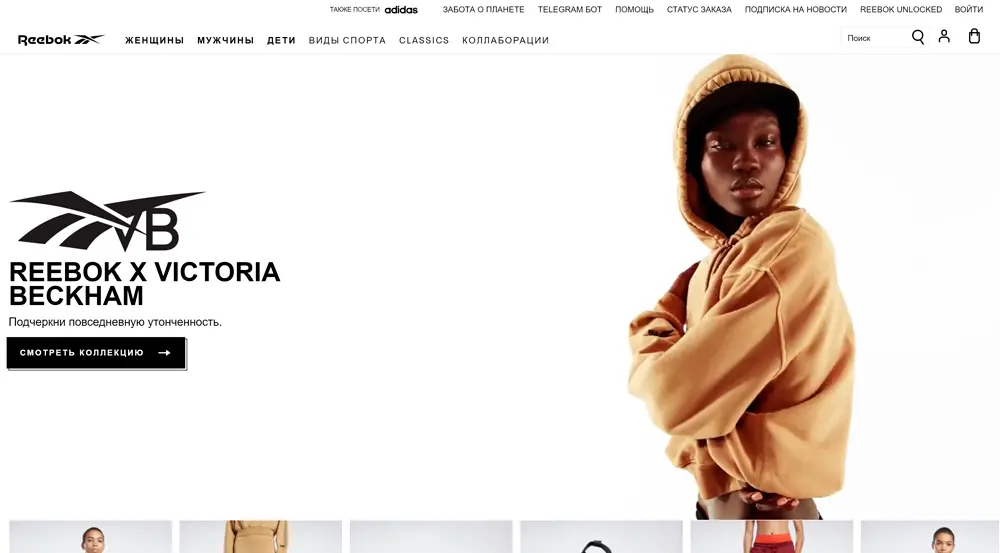 ТАКЖЕ ПОСЕТИ adidas ЗАБОТА О ПЛАНЕТЕ TELEGRAM БОТ ПОМОЩЬ СТАТУС ЗАКАЗА ПОДПИСКА НА НОВОСТИ REEBOK UNLOCKED ВОЙТИ
Reebok ЖЕНЩИНЫ МУЖЧИНЫ ДЕТИ ВИДЫ СПОРТА CLASSICS КОЛЛАБОРАЦИИ Поиск
VB
REEBOK X VICTORIA
BECKHAM
Подчеркни повседневную утонченность.
СМОТРЕТЬ КОЛЛЕКЦИЮ